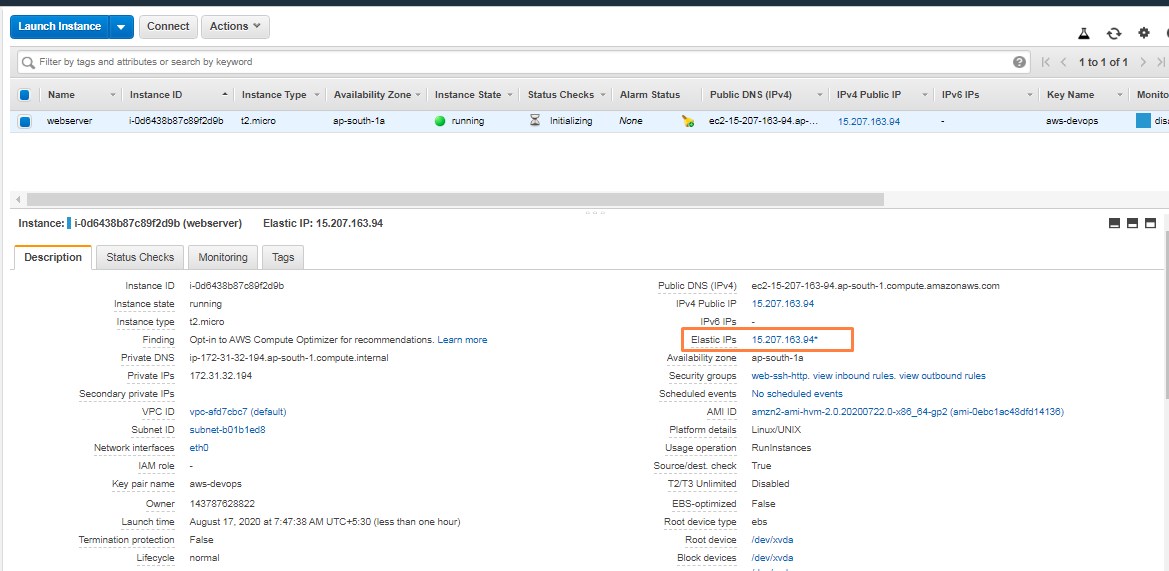 Launch Instance Connect Actions
Filter by tags and attributes or search by keyword 1 to 1 of 1
Name Instance ID Instance Type Availability Zone Instance State Status Checks Alarm Status Public DNS (IPv4) IPv4 Public IP IPv6 IPs Key Name Monito
webserver i-0d6438b87c89f2d9b t2.micro ap-south-1a running Initializing None ec2-15-207-163-94.ap-... 15.207.163.94 - aws-devops disa
Instance: i-0d6438b87c89f2d9b (webserver) Elastic IP: 15.207.163.94
Description Status Checks Monitoring Tags
Instance ID i-0d6438b87c89f2d9b Public DNS (IPv4) ec2-15-207-163-94.ap-south-1.compute.amazonaws.com
Instance state running IPv4 Public IP 15.207.163.94
Instance type t2.micro IPv6 IPs -
Finding Opt-in to AWS Compute Optimizer for recommendations. Learn more Elastic IPs 15.207.163.94*
Private DNS ip-172-31-32-194.ap-south-1.compute.internal Availability zone ap-south-1a
Private IPs 172.31.32.194 Security groups web-ssh-http. view inbound rules. view outbound rules
Secondary private IPs Scheduled events No scheduled events
VPC ID vpc-afd7cbc7 (default) AMI ID amzn2-ami-hvm-2.0.20200722.0-x86_64-gp2 (ami-0ebc1ac48dfd14136)
Subnet ID subnet-b01b1ed8 Platform details Linux/UNIX
Network interfaces eth0 Usage operation RunInstances
IAM role - Source/dest. check True
Key pair name aws-devops T2/T3 Unlimited Disabled
Owner 143787628822 EBS-optimized False
Launch time August 17, 2020 at 7:47:38 AM UTC+5:30 (less than one hour) Root device type ebs
Termination protection False Root device /dev/xvda
Lifecycle normal Block devices /dev/xvda